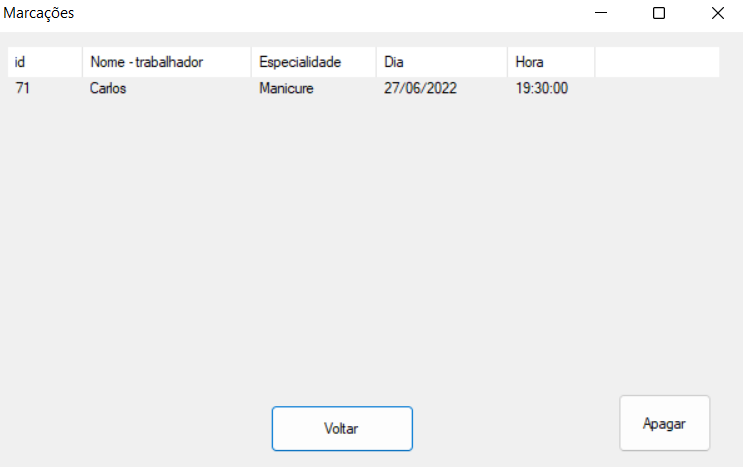 Marcações
id Nome - trabalhador Especialidade Dia Hora
71 Carlos Manicure 27/06/2022 19:30:00
Voltar
Apagar